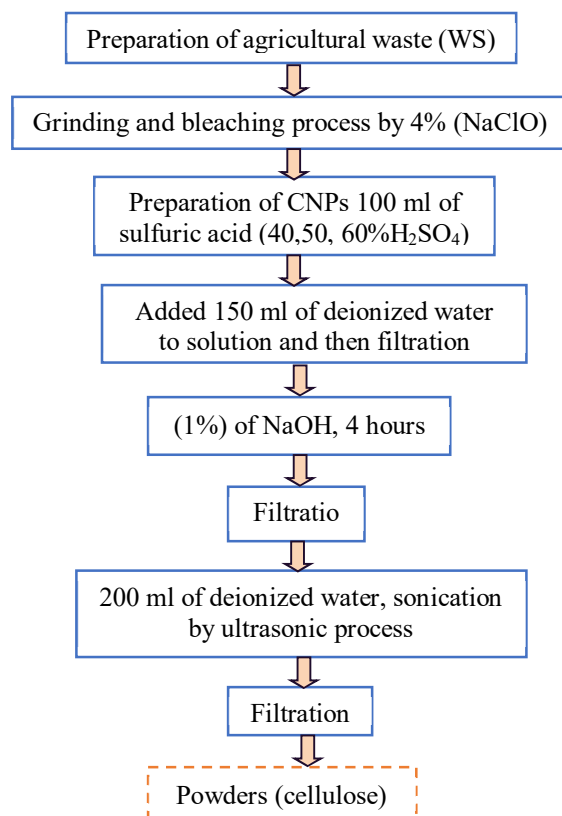 Preparation of agricultural waste (WS)
Grinding and bleaching process by 4% (NaClO)
Preparation of CNPs 100 ml of
sulfuric acid (40,50, 60%H₂SO₄)
Added 150 ml of deionized water
to solution and then filtration
(1%) of NaOH, 4 hours
Filtratio
200 ml of deionized water, sonication
by ultrasonic process
Filtration
Powders (cellulose)